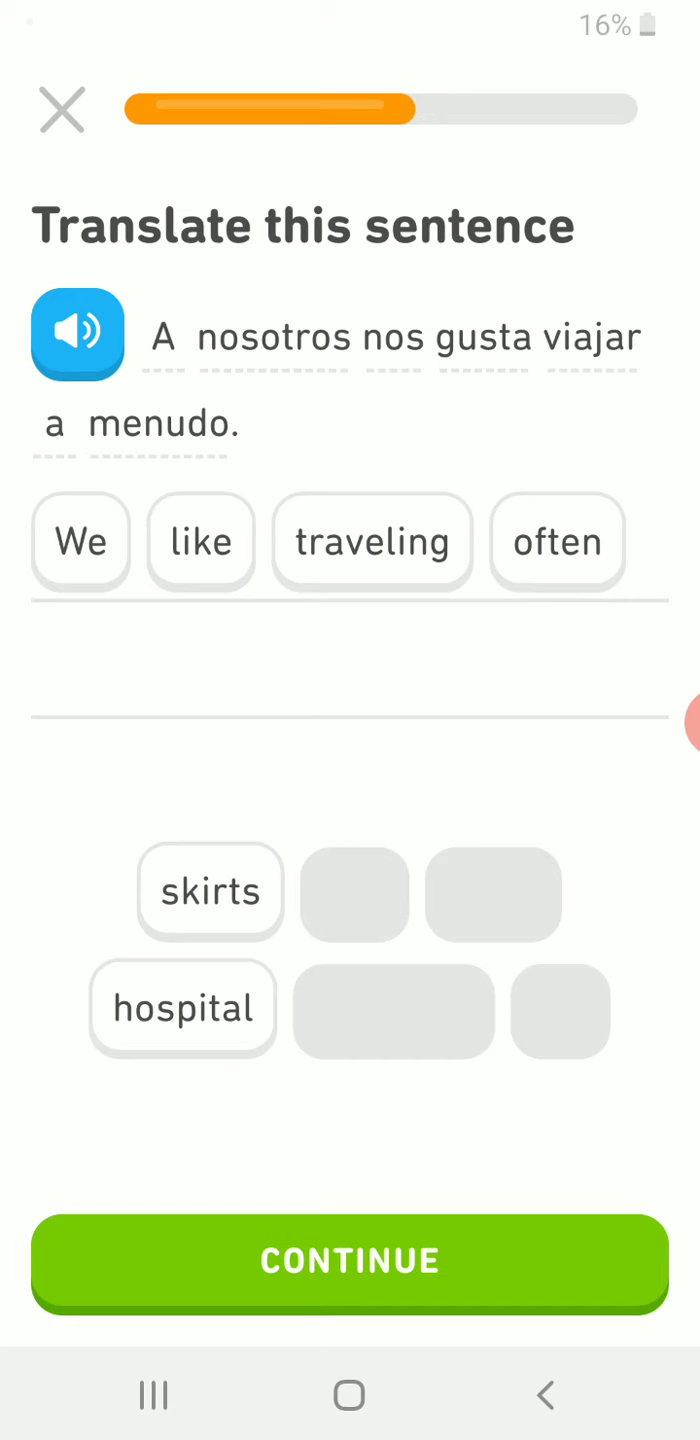 16%
Translate this sentence
A nosotros nos gusta viajar
a menudo.
We like traveling often
skirts
hospital
CONTINUE